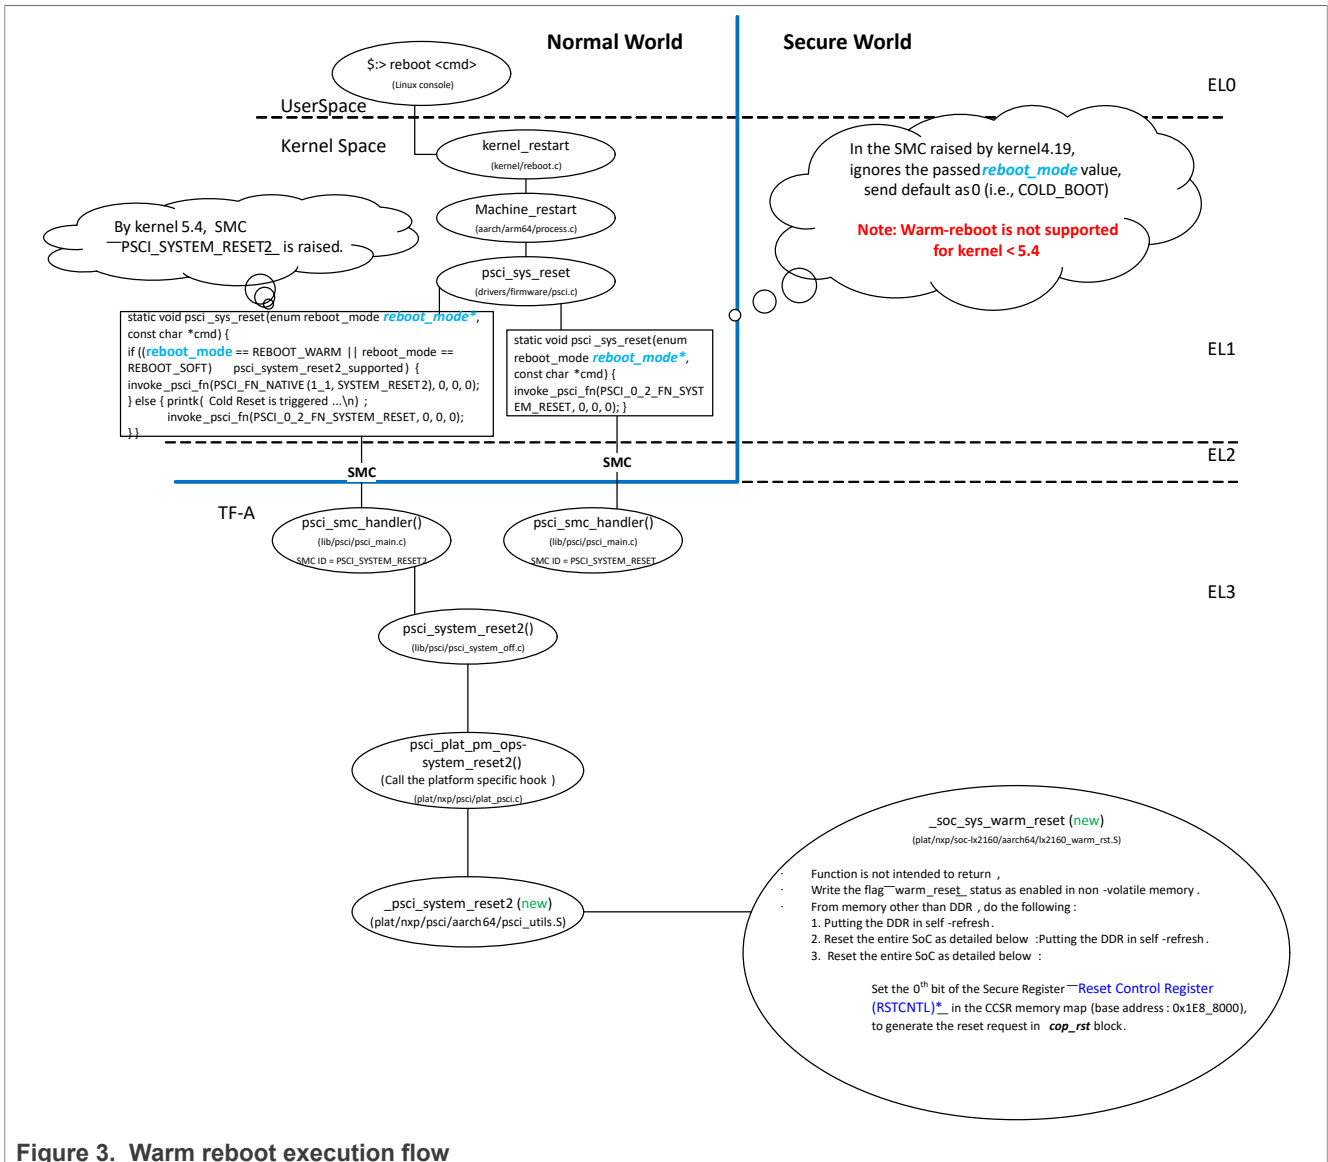 Normal World
Secure World
$:> reboot <cmd>
(Linux console)
EL0
UserSpace
Kernel Space
kernel_restart
(kernel/reboot.c)
In the SMC raised by kernel4.19,
ignores the passed reboot_mode value,
send default as 0 (i.e., COLD_BOOT)
Note: Warm-reboot is not supported
for kernel < 5.4
Machine_restart
(aarch/arm64/process.c)
By kernel 5.4, SMC
―PSCI_SYSTEM_RESET2_ is raised.
psci_sys_reset
(drivers/firmware/psci.c)
static void psci _sys_reset(enum reboot_mode reboot_mode*,
const char *cmd) {
if ((reboot_mode == REBOOT_WARM || reboot_mode ==
REBOOT_SOFT) psci_system_reset2_supported) {
invoke_psci_fn(PSCI_FN_NATIVE (1_1, SYSTEM_RESET2), 0, 0, 0);
} else { printk( Cold Reset is triggered ...\n) ;
invoke_psci_fn(PSCI_0_2_FN_SYSTEM_RESET, 0, 0, 0);
} }
static void psci _sys_reset(enum
reboot_mode reboot_mode*,
const char *cmd) {
invoke_psci_fn(PSCI_0_2_FN_SYST
EM_RESET, 0, 0, 0); }
EL1
EL2
SMC
SMC
TF-A
psci_smc_handler()
(lib/psci/psci_main.c)
SMC ID = PSCI_SYSTEM_RESET2
psci_smc_handler()
(lib/psci/psci_main.c)
SMC ID = PSCI_SYSTEM_RESET
EL3
psci_system_reset2()
(lib/psci/psci_system_off.c)
psci_plat_pm_ops-
system_reset2()
(Call the platform specific hook )
(plat/nxp/psci/plat_psci.c)
_psci_system_reset2 (new)
(plat/nxp/psci/aarch64/psci_utils.S)
_soc_sys_warm_reset (new)
(plat/nxp/soc-lx2160/aarch64/lx2160_warm_rst.S)
· Function is not intended to return ,
· Write the flag ―warm_reset_ status as enabled in non -volatile memory .
· From memory other than DDR , do the following :
1. Putting the DDR in self -refresh .
2. Reset the entire SoC as detailed below :Putting the DDR in self -refresh .
3. Reset the entire SoC as detailed below :
Set the 0th bit of the Secure Register ―Reset Control Register
(RSTCNTL)*_ in the CCSR memory map (base address : 0x1E8_8000),
to generate the reset request in cop_rst block.
Figure 3. Warm reboot execution flow